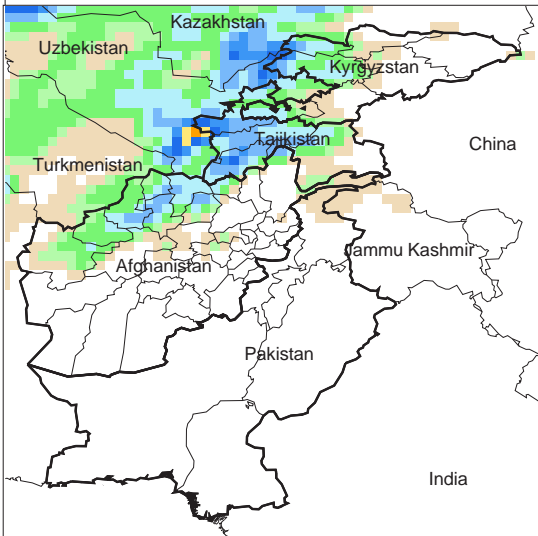 Kazakhstan
Uzbekistan
Kyrgyzstan
Tajikistan
China
Turkmenistan
Jammu Kashmir
Afghanistan
Pakistan
India